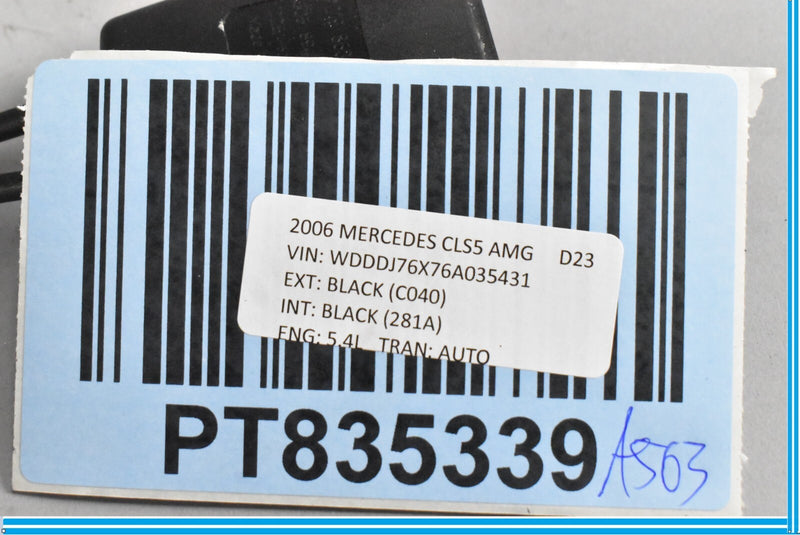 2006 MERCEDES CLS5 AMG D23
VIN: WDDDJ76X76A035431
EXT: BLACK (C040)
INT: BLACK (281A)
ENG: 5.4L TRAN: AUTO
PT835339
A503